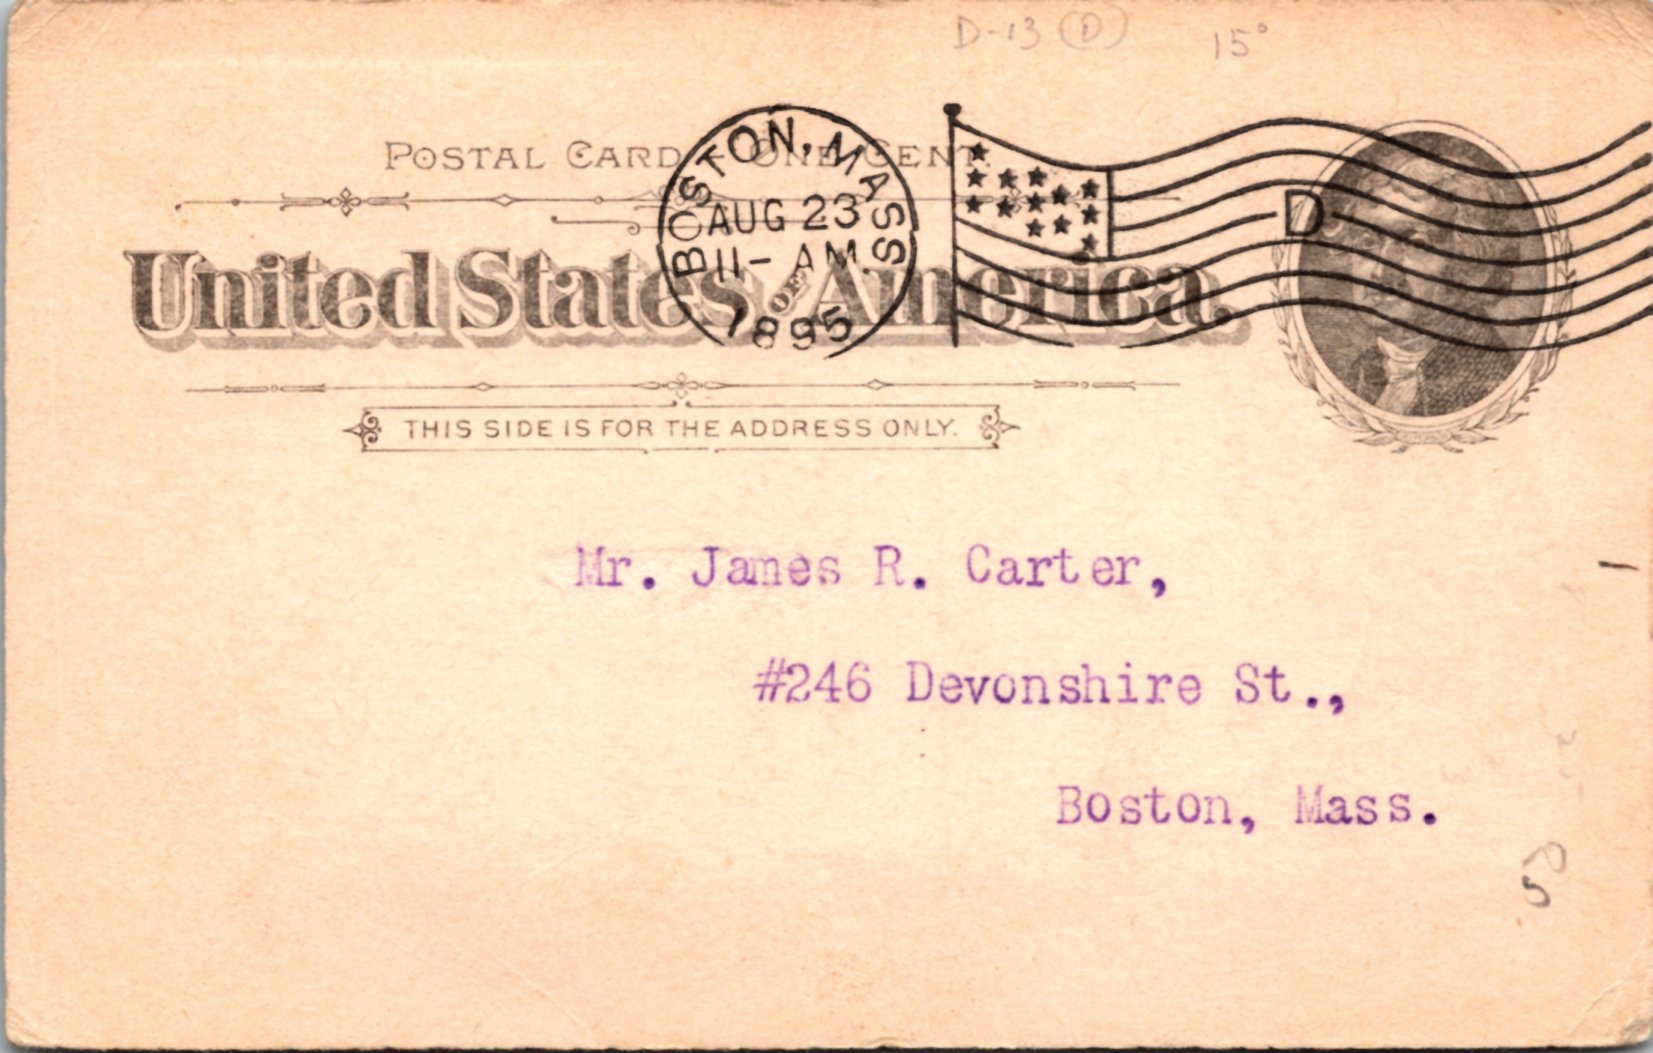 D-13 (D) 15°
POSTAL CARD - ONE CENT.
BOSTON, MASS.
AUG 23
11- AM
1895
D
United States of America.
THIS SIDE IS FOR THE ADDRESS ONLY.
Mr. James R. Carter,
#246 Devonshire St.,
Boston, Mass.
50